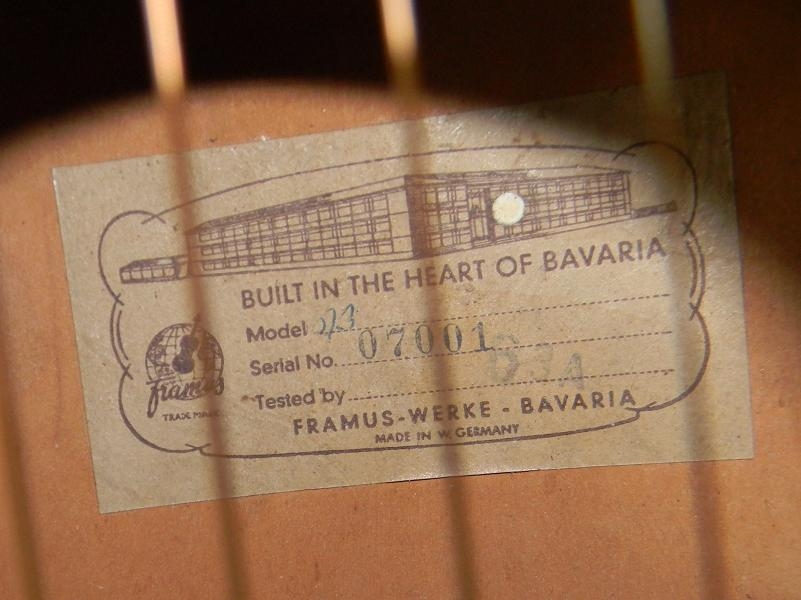 BUILT IN THE HEART OF BAVARIA
Model
Serial No. 07001
Tested by
framus
TRADE MARK
FRAMUS-WERKE - BAVARIA
MADE IN W. GERMANY